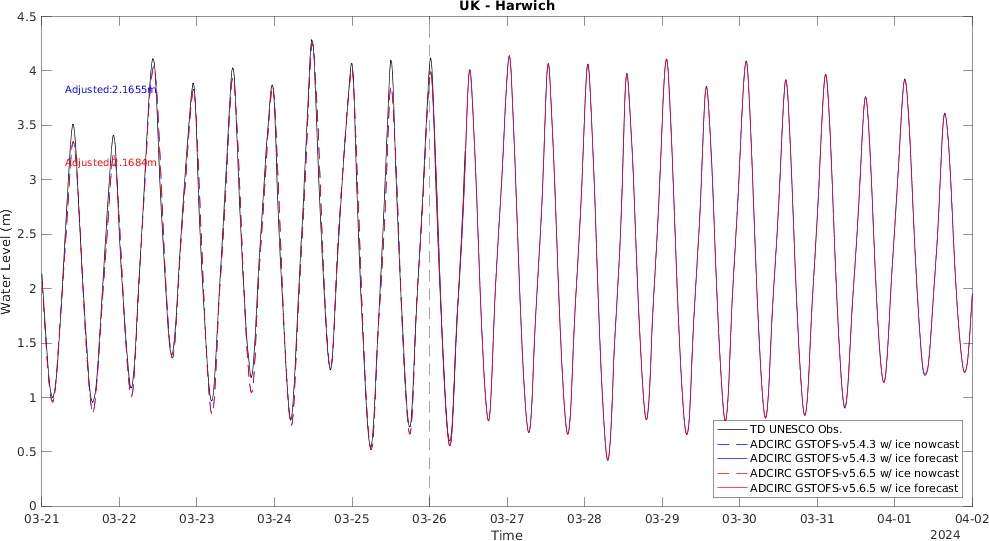 UK - Harwich
4.5
4
3.5
3
2.5
2
1.5
1
0.5
0
Water Level (m)
Adjusted:2.1655m
Adjusted:2.1684m
TD UNESCO Obs.
ADCIRC GSTOFS-v5.4.3 w/ ice nowcast
ADCIRC GSTOFS-v5.4.3 w/ ice forecast
ADCIRC GSTOFS-v5.6.5 w/ ice nowcast
ADCIRC GSTOFS-v5.6.5 w/ ice forecast
03-21 03-22 03-23 03-24 03-25 03-26 03-27 03-28 03-29 03-30 03-31 04-01 04-02
Time
2024